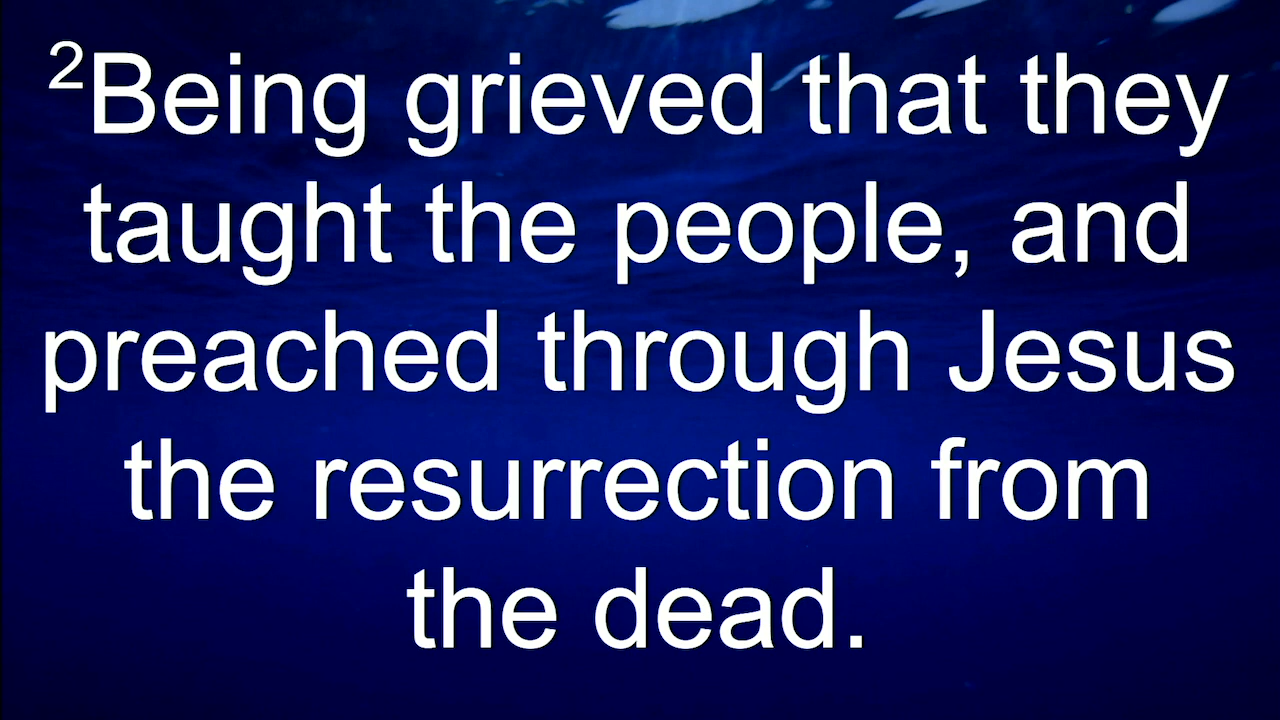 ²Being grieved that they
taught the people, and
preached through Jesus
the resurrection from
the dead.